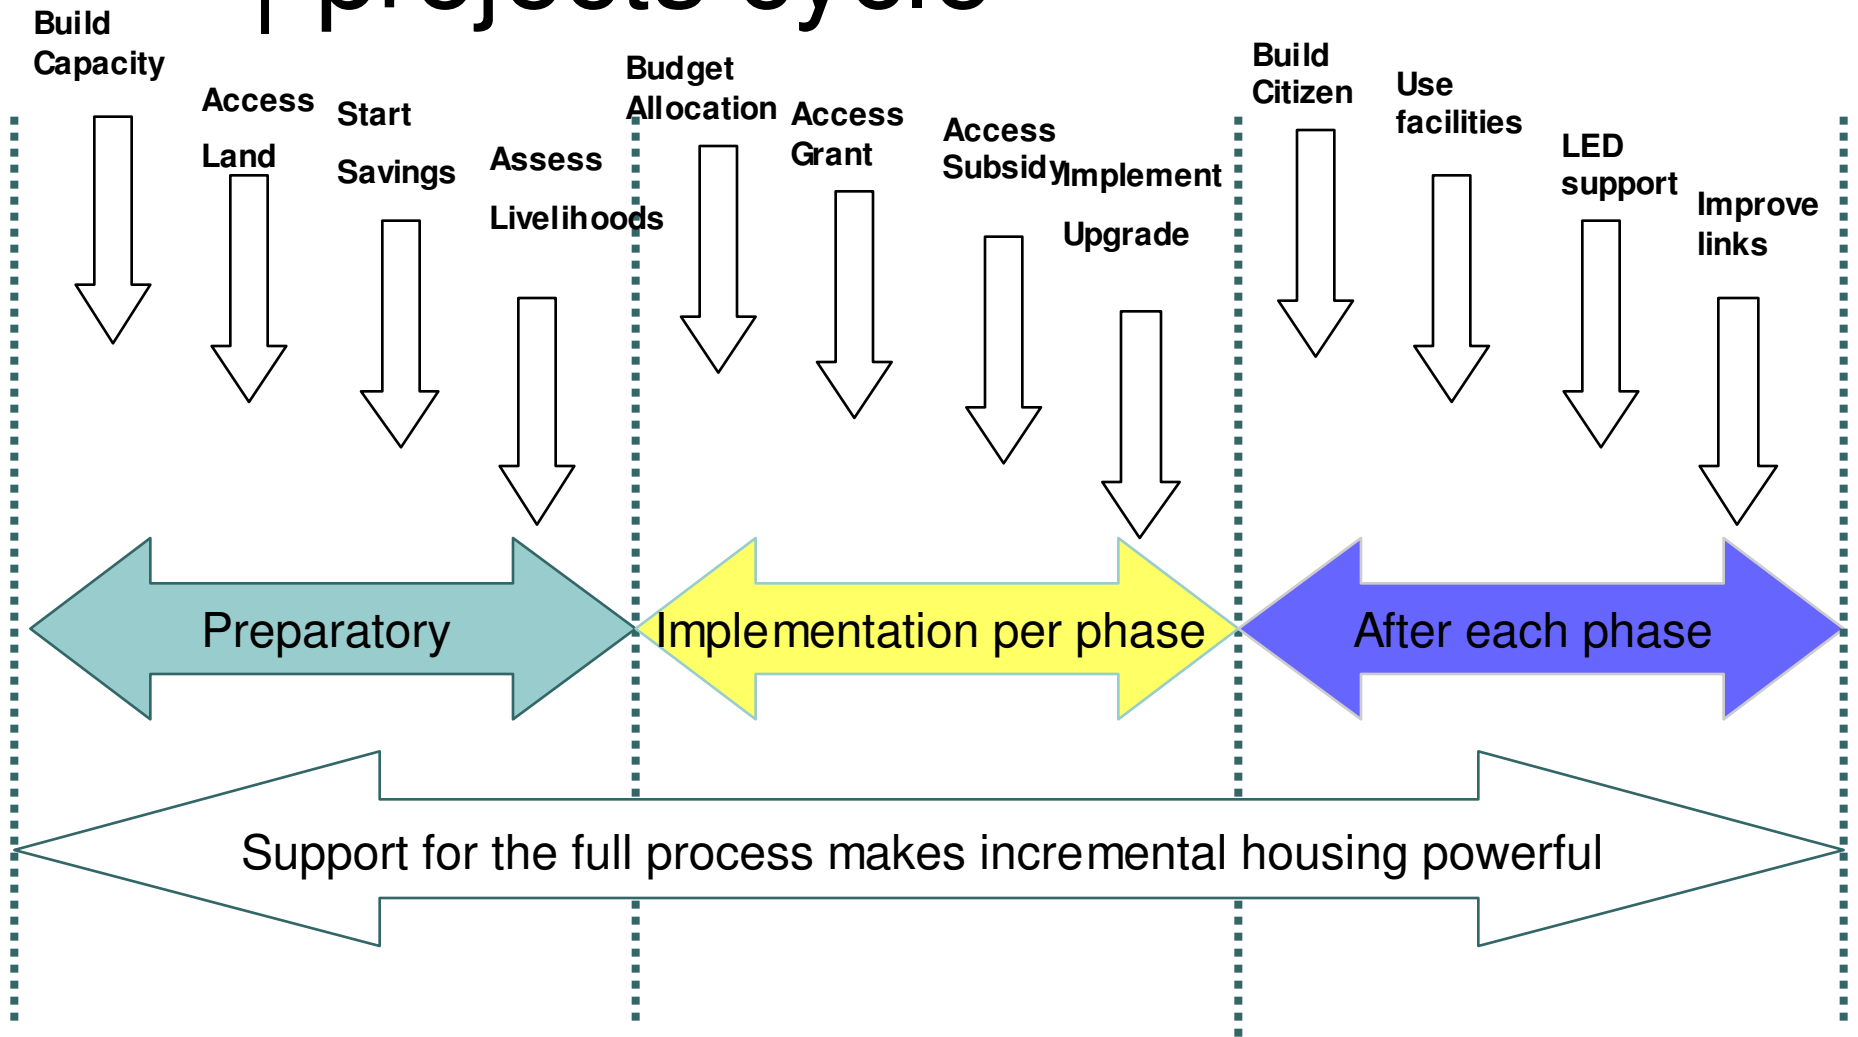 projects cycle
Build
Capacity
Access
Land
Start
Savings
Assess
Livelihoods
Budget
Allocation
Access
Grant
Access
Subsidy
Implement
Upgrade
Build
Citizen
Use
facilities
LED
support
Improve
links
Preparatory
Implementation per phase
After each phase
Support for the full process makes incremental housing powerful